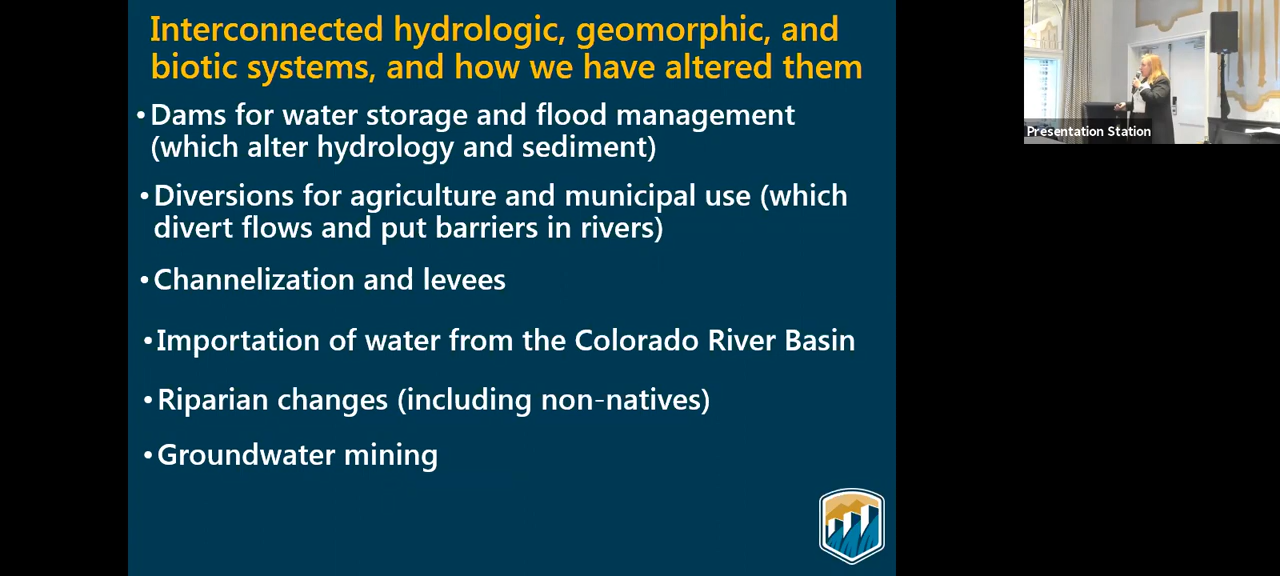 Interconnected hydrologic, geomorphic, and
biotic systems, and how we have altered them
• Dams for water storage and flood management
(which alter hydrology and sediment)
• Diversions for agriculture and municipal use (which
divert flows and put barriers in rivers)
• Channelization and levees
• Importation of water from the Colorado River Basin
• Riparian changes (including non-natives)
• Groundwater mining
Presentation Station